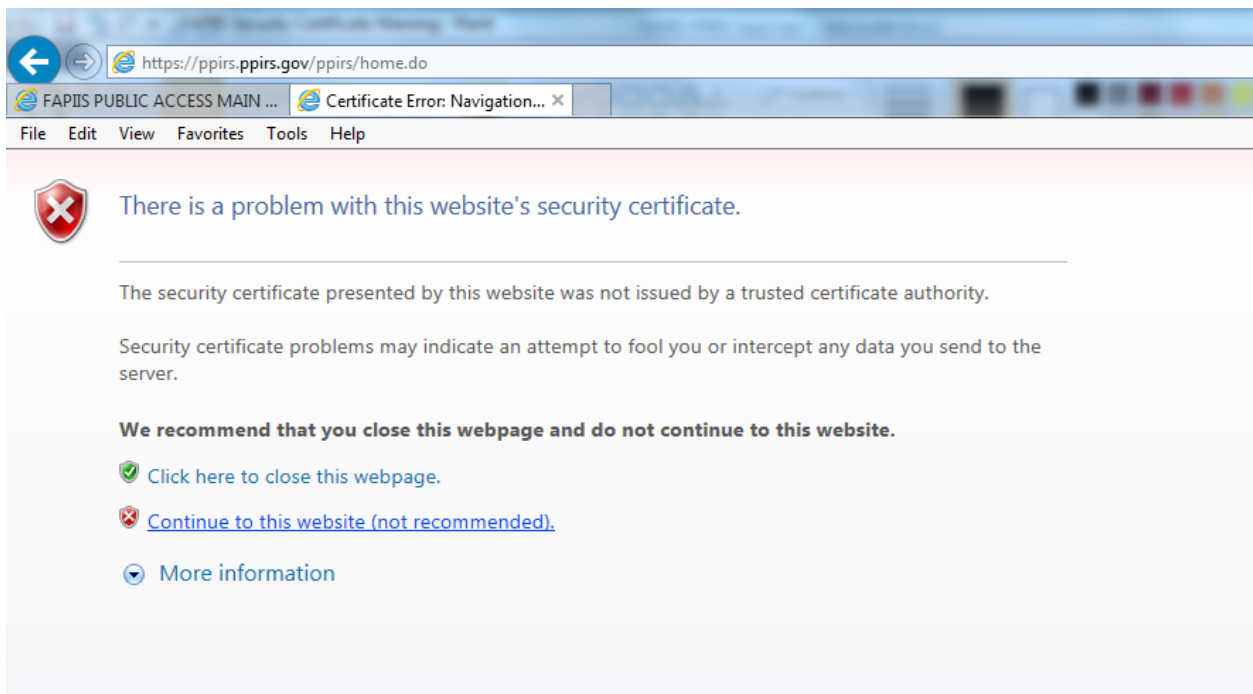 https://ppirs.ppirs.gov/ppirs/home.do
FAPIIS PUBLIC ACCESS MAIN ... Certificate Error: Navigation...
File Edit View Favorites Tools Help
There is a problem with this website's security certificate.
The security certificate presented by this website was not issued by a trusted certificate authority.
Security certificate problems may indicate an attempt to fool you or intercept any data you send to the
server.
We recommend that you close this webpage and do not continue to this website.
Click here to close this webpage.
Continue to this website (not recommended).
More information